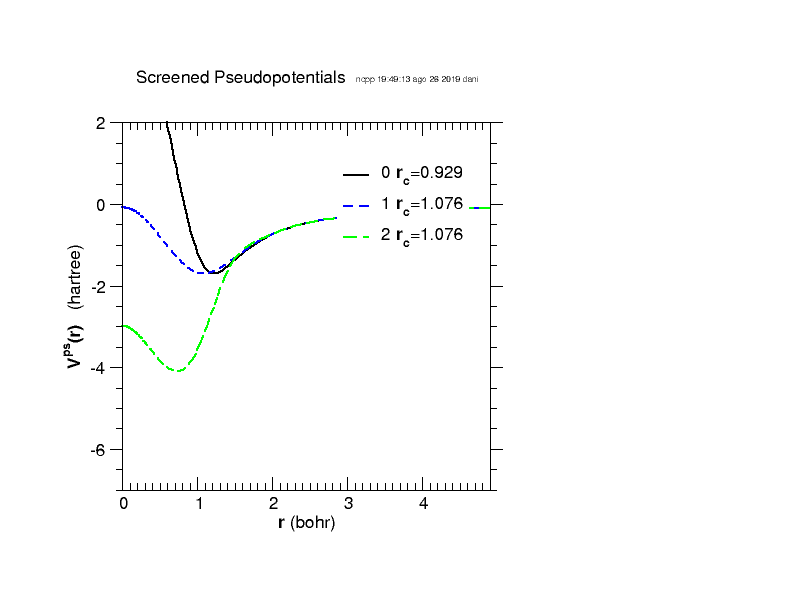 Screened Pseudopotentials ncpp 19:49:13 ago 26 2019 dani
2
0 rc=0.929
0
1 rc=1.076
2 rc=1.076
-2
Vps(r) (hartree)
-4
-6
0 1 2 3 4
r (bohr)